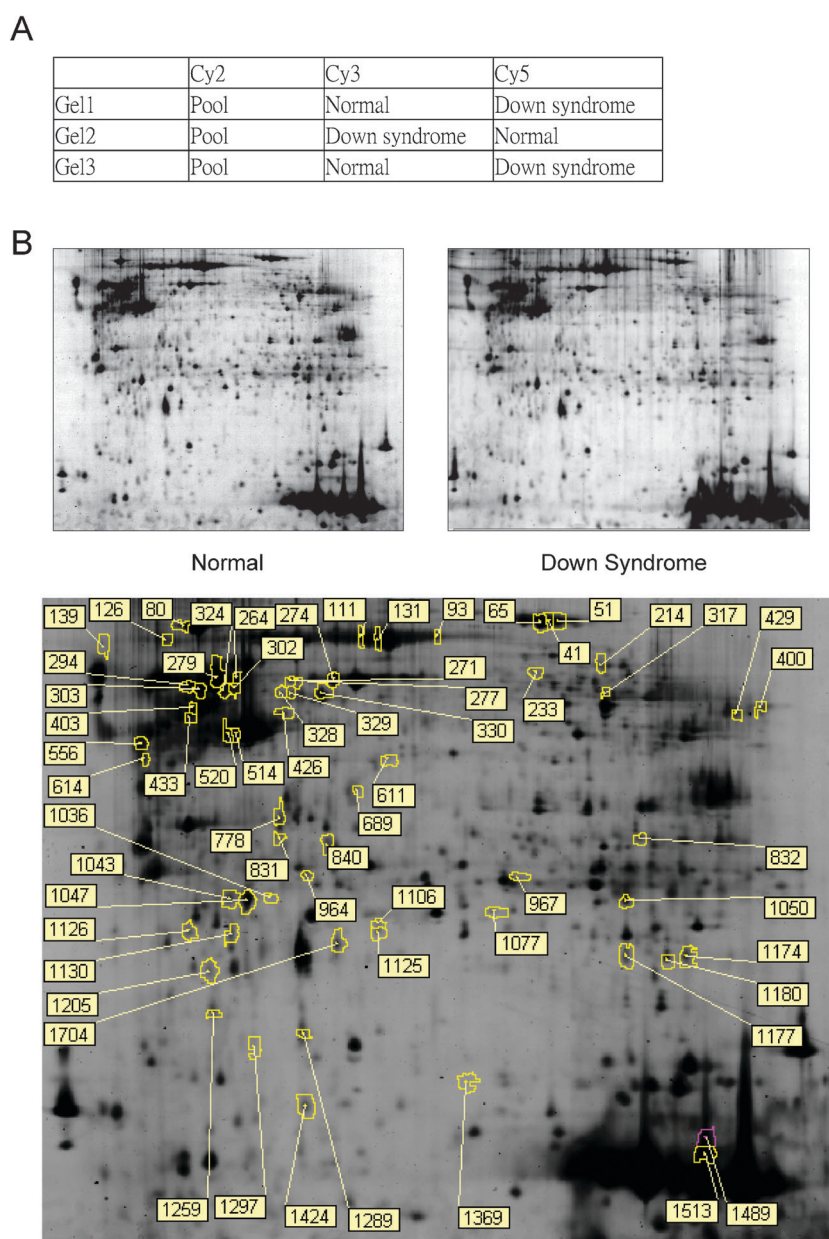 A
Cy2 Cy3 Cy5
Gel1 Pool Normal Down syndrome
Gel2 Pool Down syndrome Normal
Gel3 Pool Normal Down syndrome
B
Normal Down Syndrome
139 126 80 324 264 274 111 131 93 65 41 51 214 317 429
400
294 279 302 271
303 277 233
403 329 330
328
556 433 520 514 426
614 611
1036 689
778
1043 831 840 832
1047 964 1106 967 1050
1126 1077
1130 1125 1174
1205 1180
1704 1177
1259 1297 1424 1289 1369 1513 1489